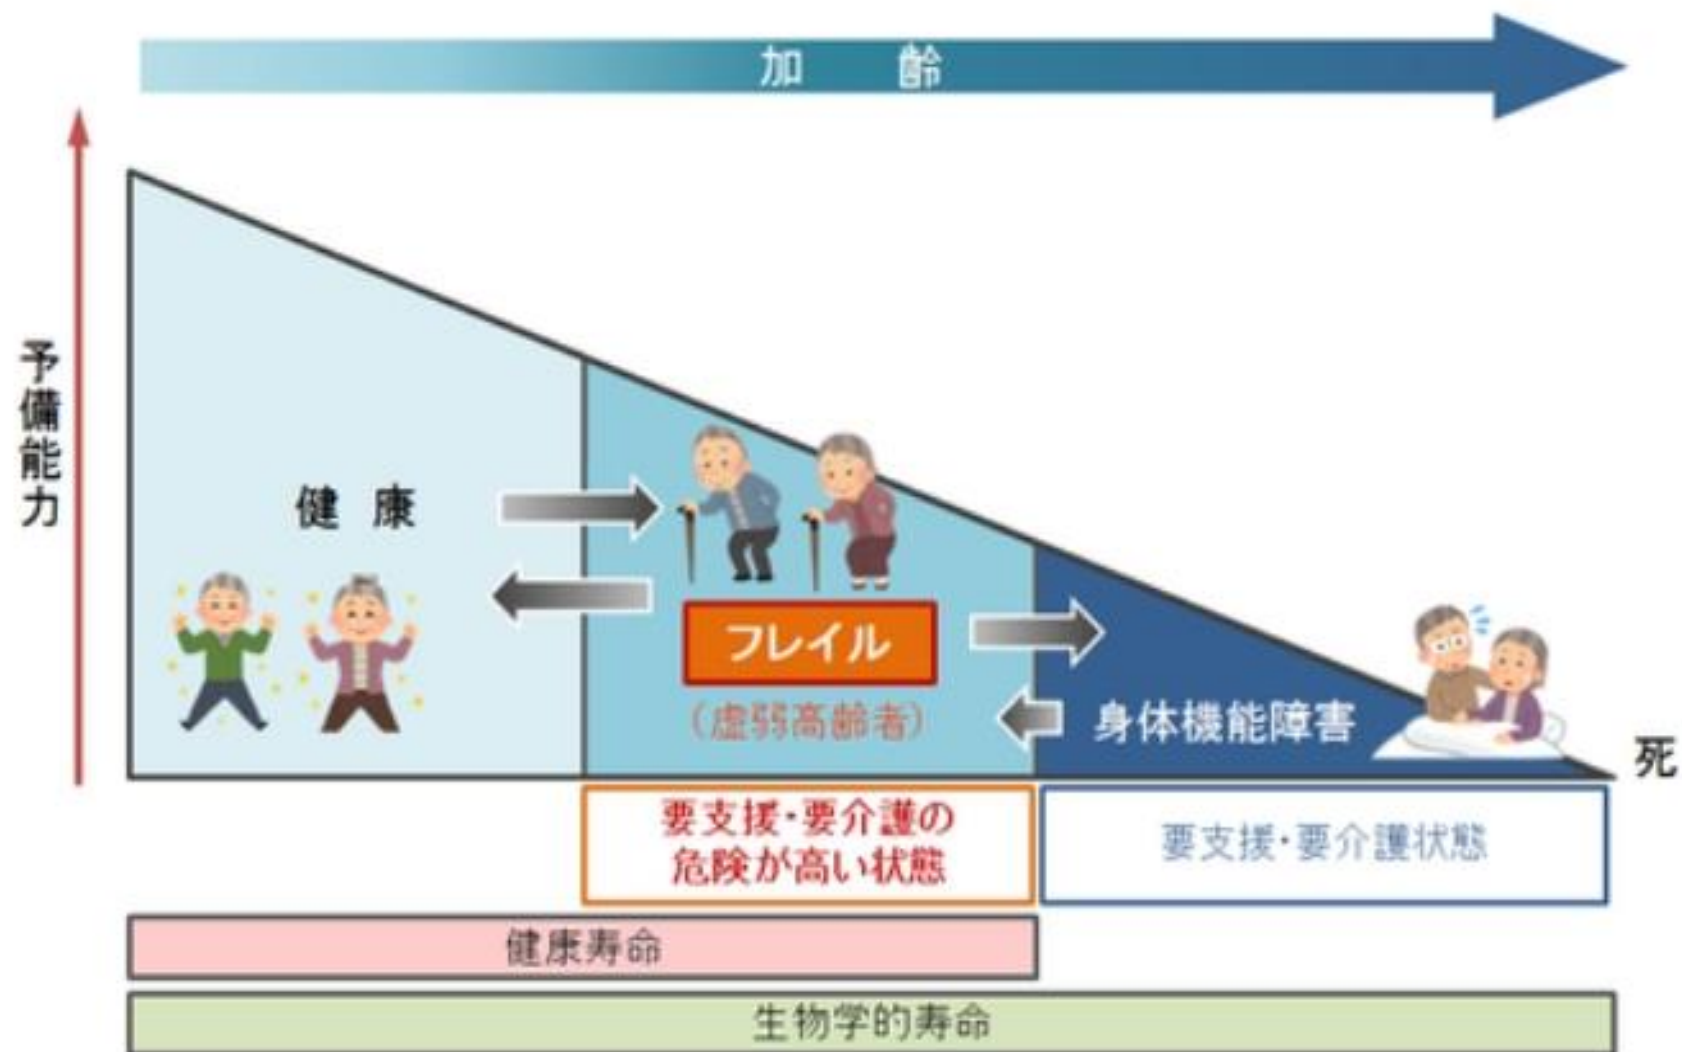 加 齢
予備能力
健 康
フレイル
(虚弱高齢者)
身体機能障害
死
要支援・要介護の
危険が高い状態
要支援・要介護状態
健康寿命
生物学的寿命